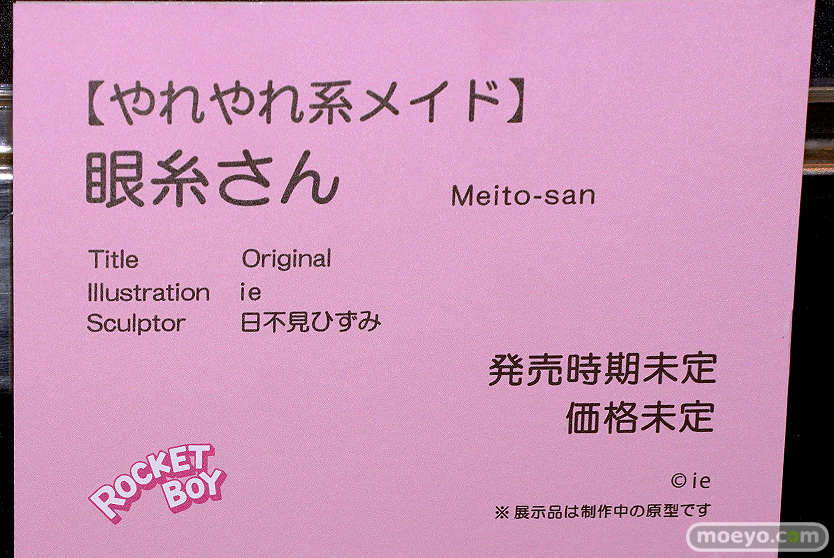 【やれやれ系メイド】
眼糸さん Meito-san
Title Original
Illustration ie
Sculptor 日不見ひずみ
発売時期未定
価格未定
ROCKET
BOY
©ie
※展示品は制作中の原型です
moeyo.com